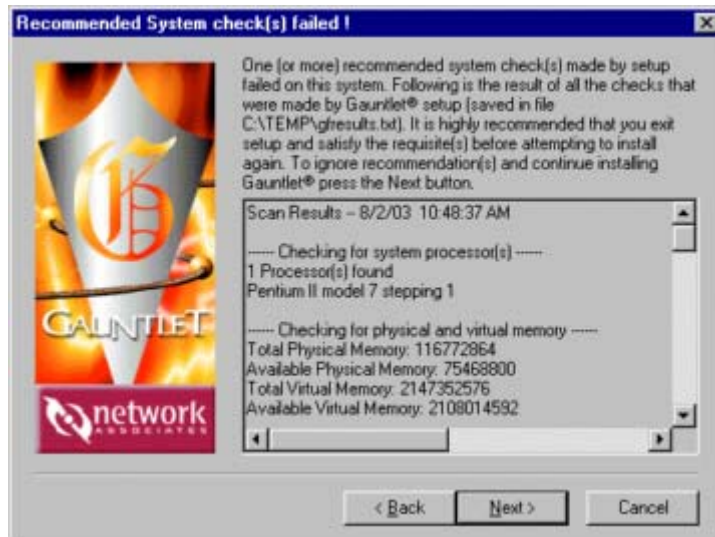 Recommended System check(s) failed !
One (or more) recommended system check(s) made by setup
failed on this system. Following is the result of all the checks that
were made by Gauntlet® setup (saved in file
C:\TEMP\gfresults.txt). It is highly recommended that you exit
setup and satisfy the requisite(s) before attempting to install
again. To ignore recommendation(s) and continue installing
Gauntlet® press the Next button.
G
GAUNTLET
network
ASSOCIATES
Scan Results -- 8/2/03 10:48:37 AM
------ Checking for system processor(s) ------
1 Processor(s) found
Pentium II model 7 stepping 1
------ Checking for physical and virtual memory ------
Total Physical Memory: 116772864
Available Physical Memory: 75468800
Total Virtual Memory: 2147352576
Available Virtual Memory: 2108014592
< Back
Next >
Cancel